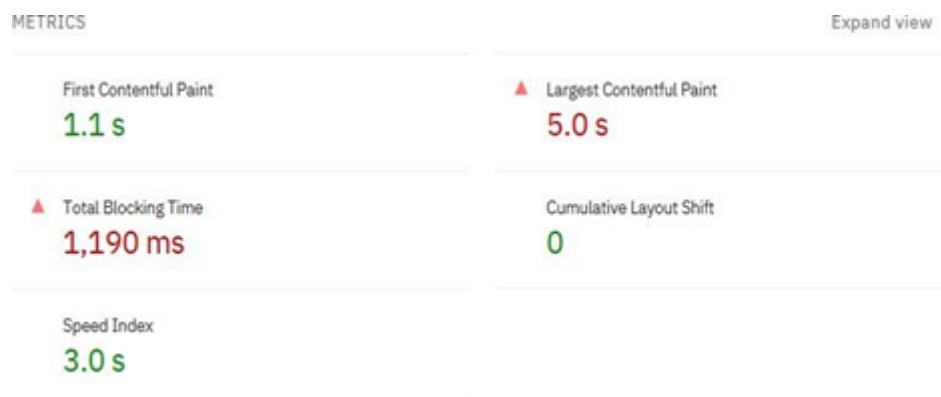 METRICS
Expand view
First Contentful Paint
1.1 s
Largest Contentful Paint
5.0 s
Total Blocking Time
1,190 ms
Cumulative Layout Shift
0
Speed Index
3.0 s